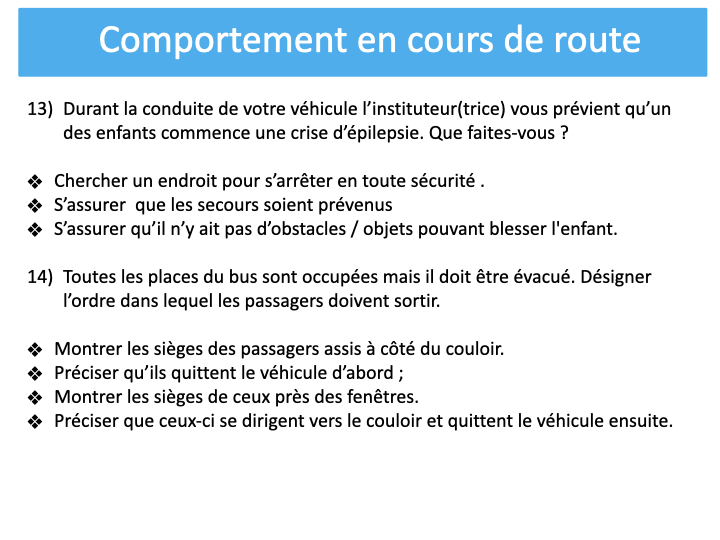 Comportement en cours de route
13) Durant la conduite de votre véhicule l’instituteur(trice) vous prévient qu’un
des enfants commence une crise d’épilepsie. Que faites-vous ?
❖ Chercher un endroit pour s’arrêter en toute sécurité .
❖ S’assurer  que les secours soient prévenus
❖ S’assurer qu’il n’y ait pas d’obstacles / objets pouvant blesser l'enfant.
14) Toutes les places du bus sont occupées mais il doit être évacué. Désigner
l’ordre dans lequel les passagers doivent sortir.
❖ Montrer les sièges des passagers assis à côté du couloir.
❖ Préciser qu’ils quittent le véhicule d’abord ;
❖ Montrer les sièges de ceux près des fenêtres.
❖ Préciser que ceux-ci se dirigent vers le couloir et quittent le véhicule ensuite.